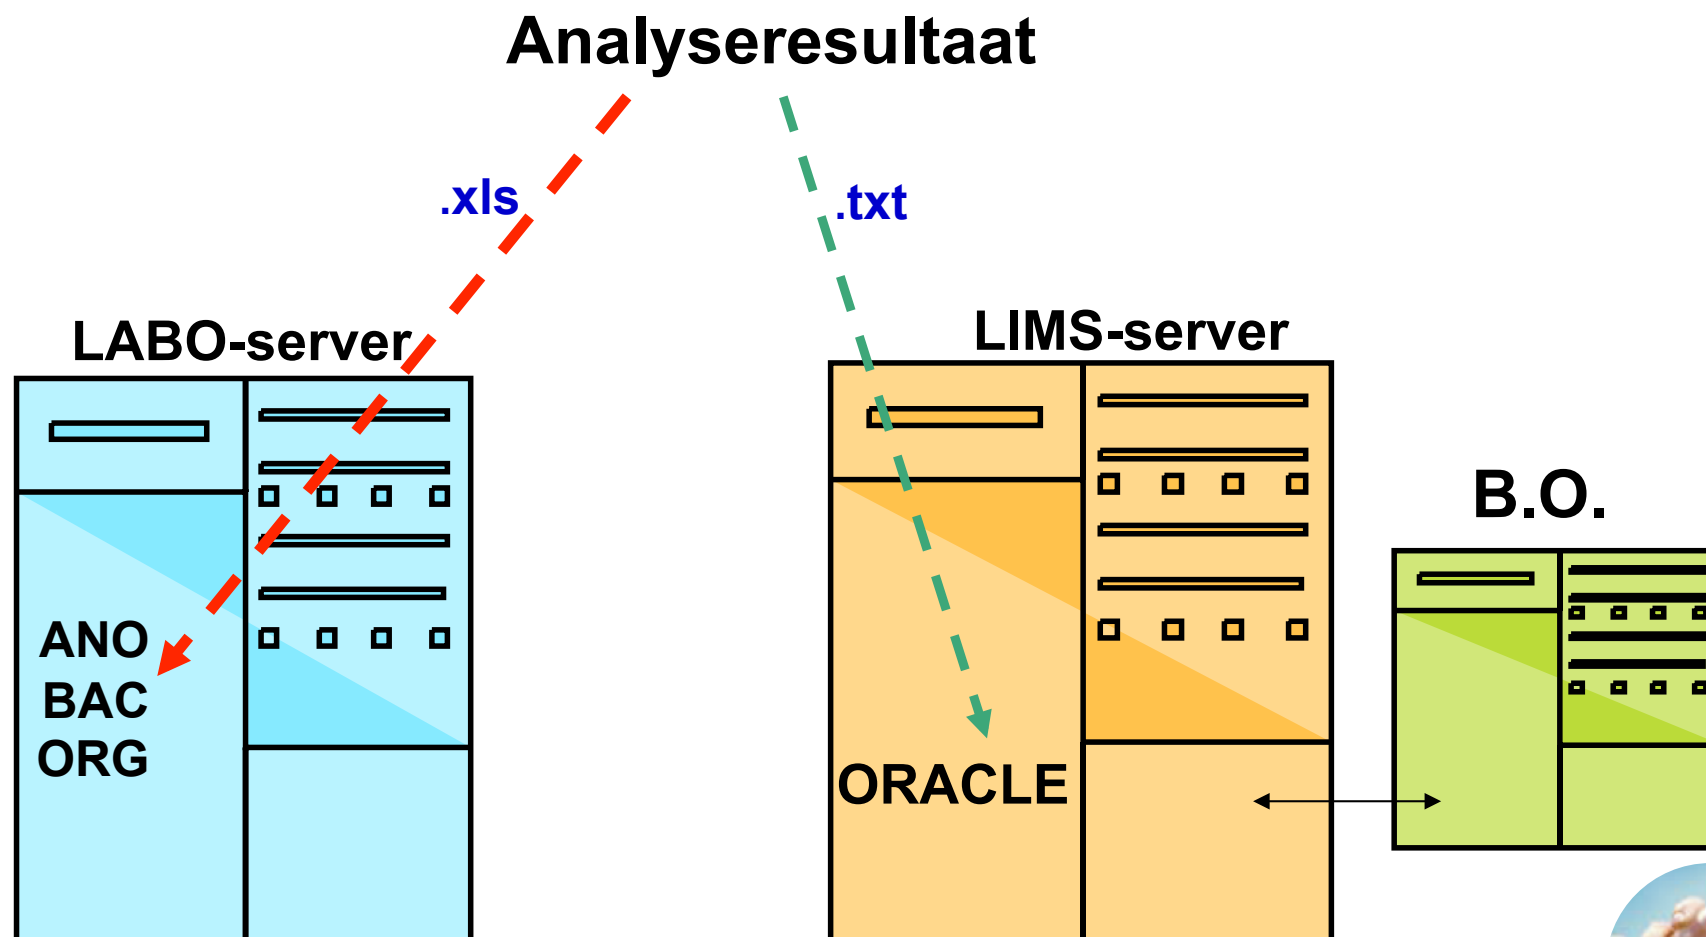 Analyseresultaat
.xls
.txt
LABO-server
LIMS-server
B.O.
ANO
BAC
ORG
ORACLE